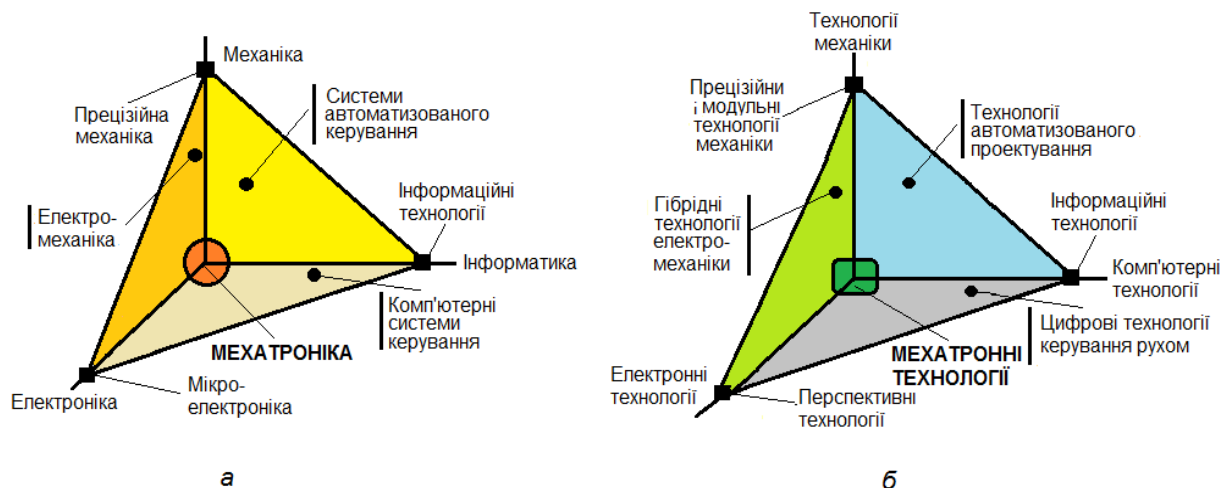 Механіка
Прецізійна
механіка
Системи
автоматизованого
керування
Інформаційні
технології
Електро-
механіка
Інформатика
Комп'ютерні
системи
керування
МЕХАТРОНІКА
Мікро-
електроніка
Електроніка
а
Технології
механіки
Прецізійни
і модульні
технології
механіки
Технології
автоматизованого
проектування
Гібрідні
технології
електро-
механіки
Інформаційні
технології
Комп'ютерні
технології
Цифрові технології
керування рухом
МЕХАТРОННІ
ТЕХНОЛОГІЇ
Електронні
технології
Перспективні
технології
б